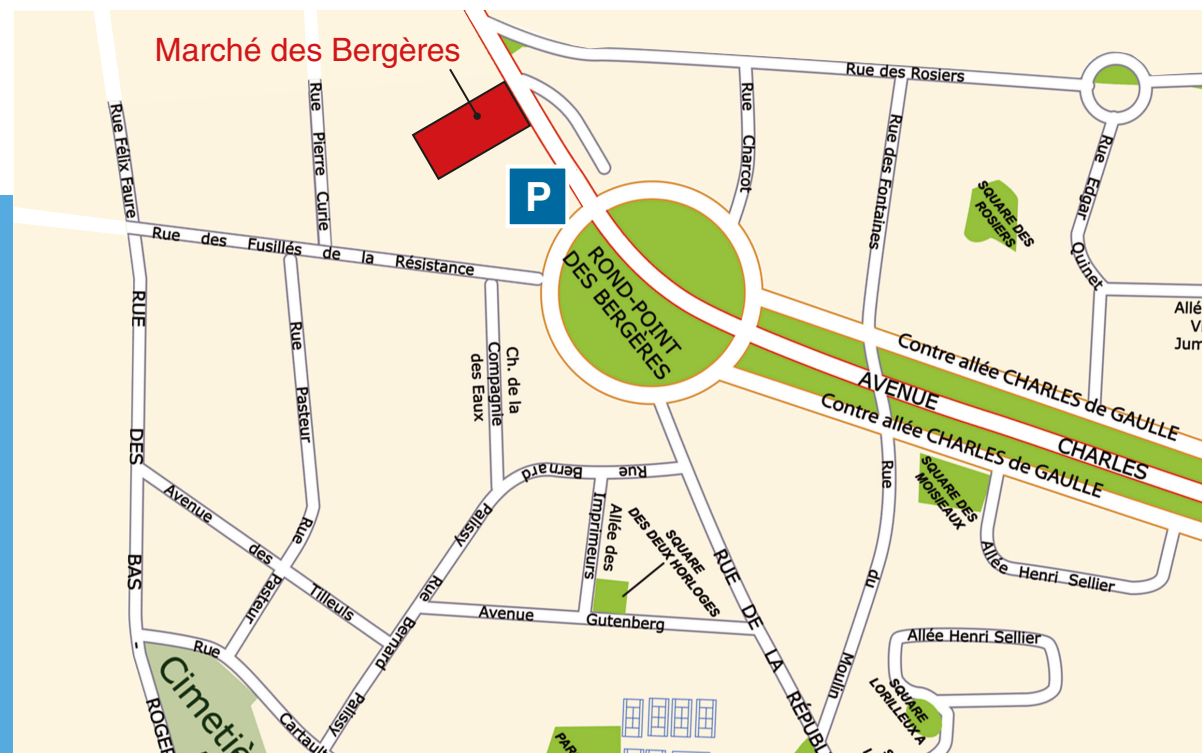 Marché des Bergères
P
Rue des Rosiers
Rue Félix Faure
Rue Pierre Curie
Rue Charcot
Rue des Fontaines
Rue Edgar Quinet
SQUARE DES
ROSIERS
Rue des Fusillés de la Résistance
ROND-POINT
DES BERGÈRES
RUE DES BAS - ROGER
Rue Pasteur
Ch. de la
Compagnie
des Eaux
Allé
V
Jum
Contre allée CHARLES de GAULLE
AVENUE CHARLES
Contre allée CHARLES de GAULLE
Rue Bernard Palissy
Avenue des Tilleuls
Rue Pasteur
Allée des
Imprimeurs
SQUARE
DES DEUX HORLOGES
SQUARE DES
MOISIEAUX
Rue du Moulin
Allée Henri Sellier
Rue Bernard Palissy
Avenue Gutenberg
RUE DE LA RÉPUBL
Allée Henri Sellier
Rue Cartault
Cimetiè
SQUARE
LORILLEUX A
PAR